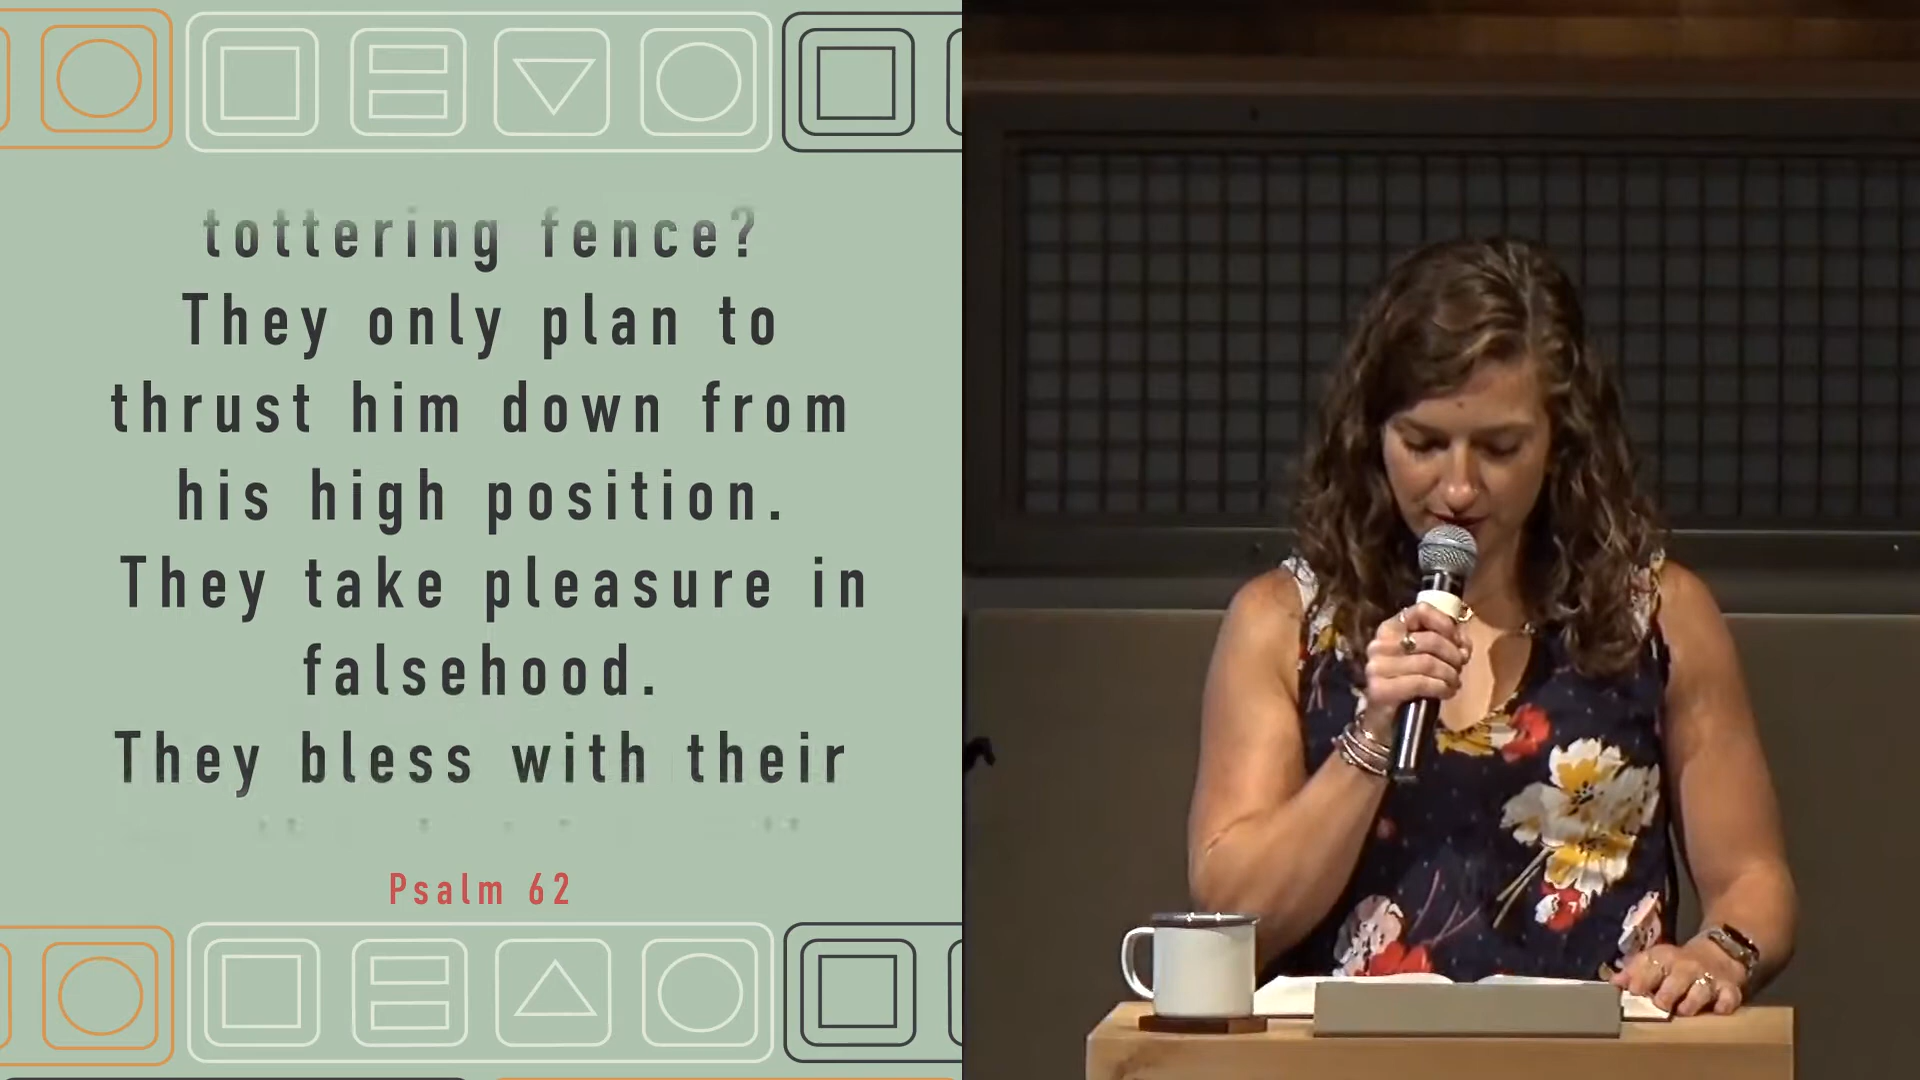 tottering fence?
They only plan to
thrust him down from
his high position.
They take pleasure in
falsehood.
They bless with their
Psalm 62